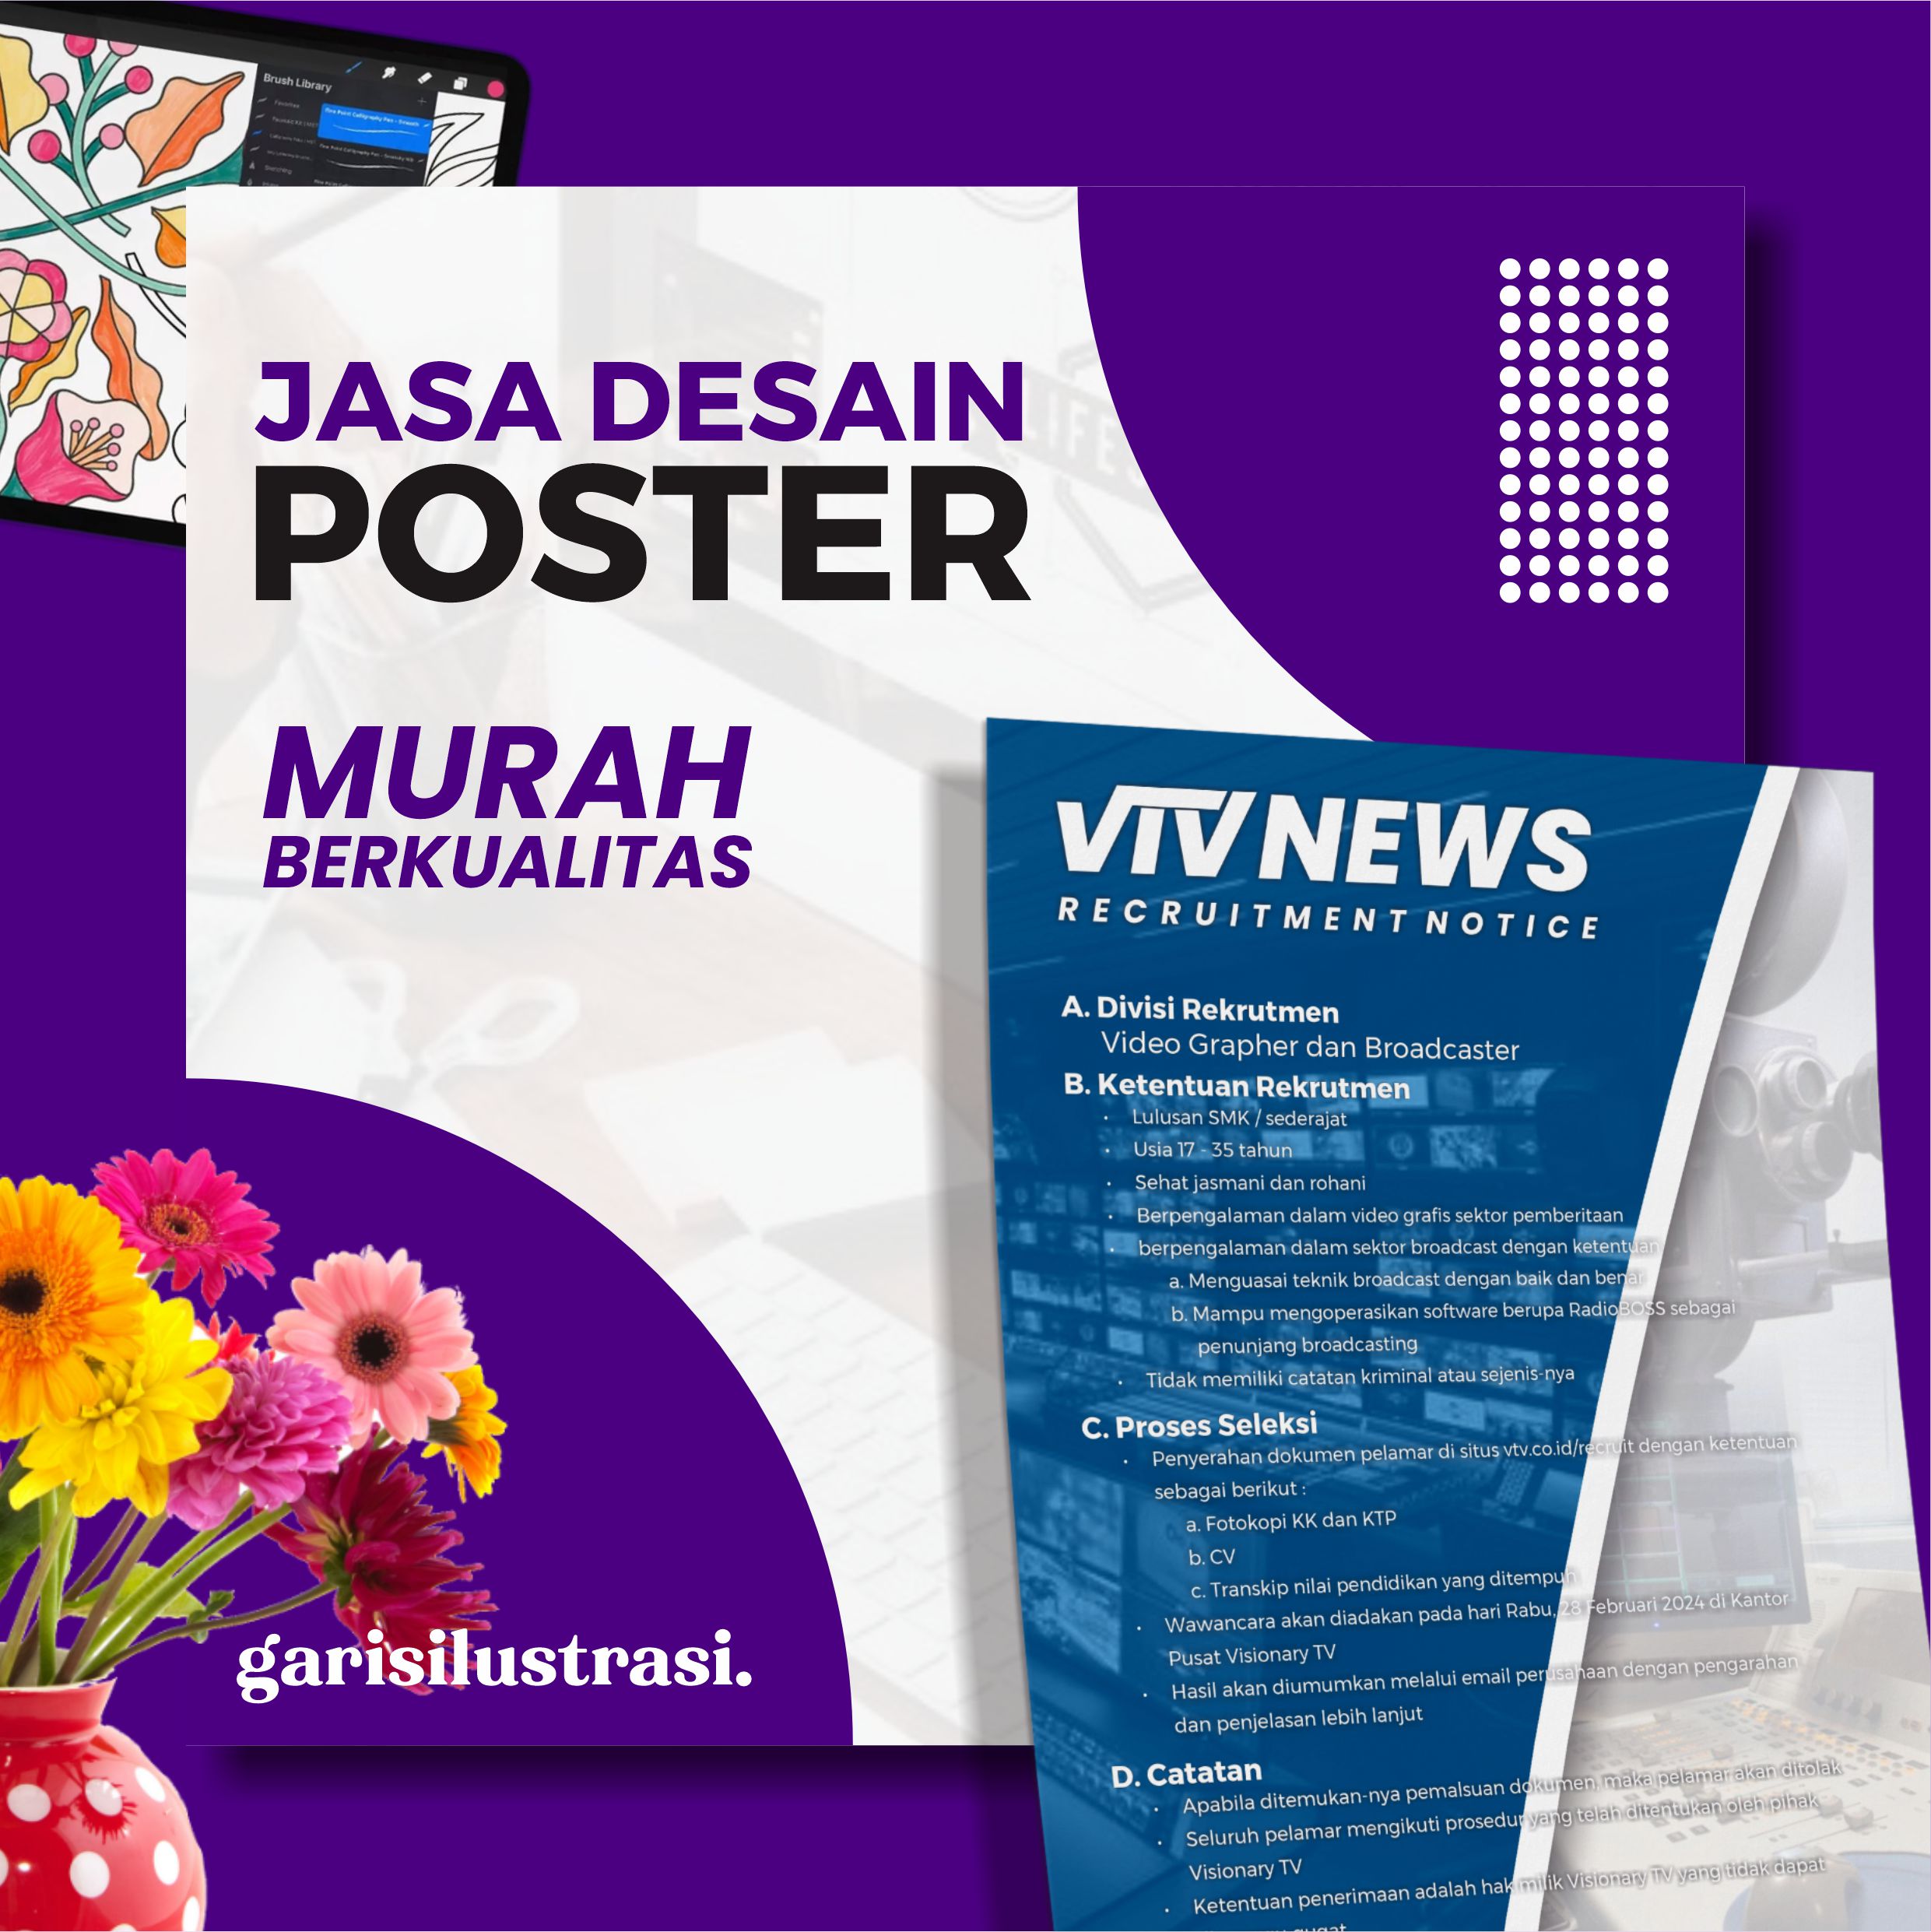 Brush Library
Favorites
Fine Point Calligraphy Pen - Smooth
Sketching
JASA DESAIN
POSTER
MURAH
BERKUALITAS
garisilustrasi.
VTV NEWS
RECRUITMENT NOTICE
A. Divisi Rekrutmen
Video Grapher dan Broadcaster
B. Ketentuan Rekrutmen
• Lulusan SMK / sederajat
• Usia 17 - 35 tahun
• Sehat jasmani dan rohani
• Berpengalaman dalam video grafis sektor pemberitaan
• berpengalaman dalam sektor broadcast dengan ketentuan
a. Menguasai teknik broadcast dengan baik dan benar
b. Mampu mengoperasikan software berupa RadioBOSS sebagai
penunjang broadcasting
• Tidak memiliki catatan kriminal atau sejenis-nya
C. Proses Seleksi
• Penyerahan dokumen pelamar di situs vtv.co.id/recruit dengan ketentuan
sebagai berikut :
a. Fotokopi KK dan KTP
b. CV
c. Transkip nilai pendidikan yang ditempuh
• Wawancara akan diadakan pada hari Rabu, 28 Februari 2024 di Kantor
Pusat Visionary TV
• Hasil akan diumumkan melalui email perusahaan dengan pengarahan
dan penjelasan lebih lanjut
D. Catatan
• Apabila ditemukan-nya pemalsuan dokumen, maka pelamar akan ditolak
• Seluruh pelamar mengikuti prosedur yang telah ditentukan oleh pihak
Visionary TV
• Ketentuan penerimaan adalah hak milik Visionary TV yang tidak dapat